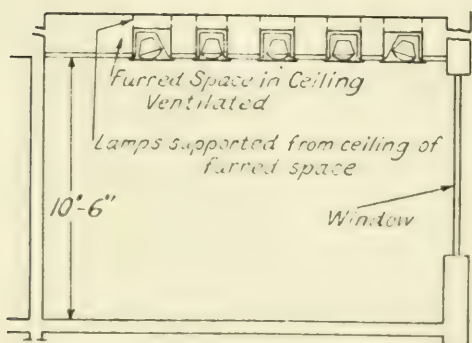 Furred Space in Ceiling
Ventilated
Lamps supported from ceiling of
furred space
10'-6"
Window